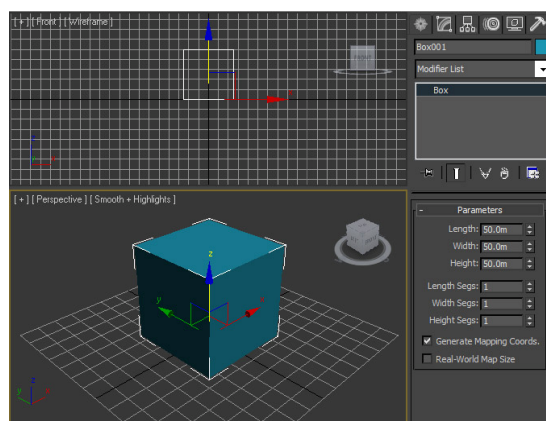 [ + ] [ Front ] [ Wireframe ]
FRONT
z
x
y
[ + ] [ Perspective ] [ Smooth + Highlights ]
z
y
x
z
y
x
Box001
Modifier List
Box
- Parameters
Length: 50.0m
Width: 50.0m
Height: 50.0m
Length Segs: 1
Width Segs: 1
Height Segs: 1
Generate Mapping Coords.
Real-World Map Size